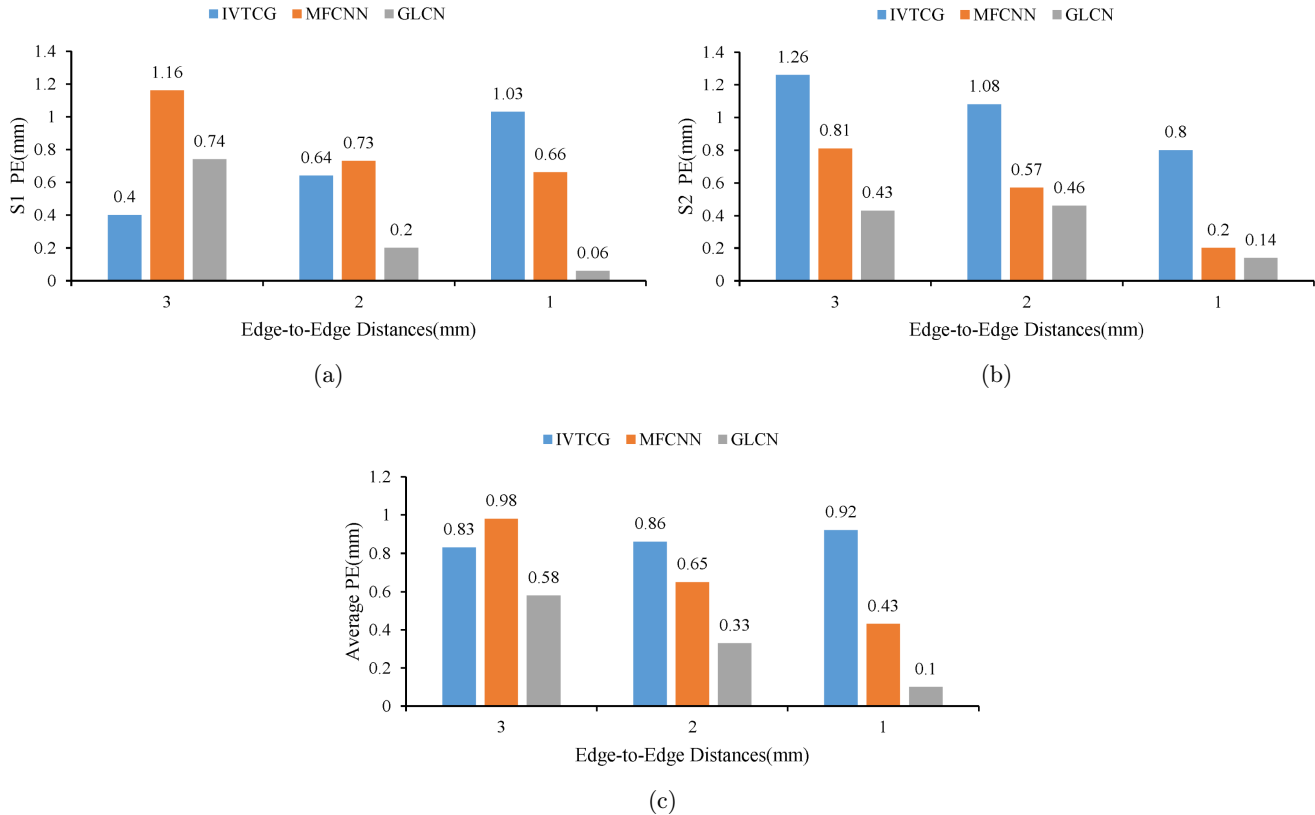 IVTCG MFCNN GLCN
1.4
1.2
1
0.8
0.6
0.4
0.2
0
S1 PE(mm)
0.4 1.16 0.74
0.64 0.73 0.2
1.03 0.66 0.06
3 2 1
Edge-to-Edge Distances(mm)
(a)
IVTCG MFCNN GLCN
1.4
1.2
1
0.8
0.6
0.4
0.2
0
S2 PE(mm)
1.26 0.81 0.43
1.08 0.57 0.46
0.8 0.2 0.14
3 2 1
Edge-to-Edge Distances(mm)
(b)
IVTCG MFCNN GLCN
1.2
1
0.8
0.6
0.4
0.2
0
Average PE(mm)
0.83 0.98 0.58
0.86 0.65 0.33
0.92 0.43 0.1
3 2 1
Edge-to-Edge Distances(mm)
(c)